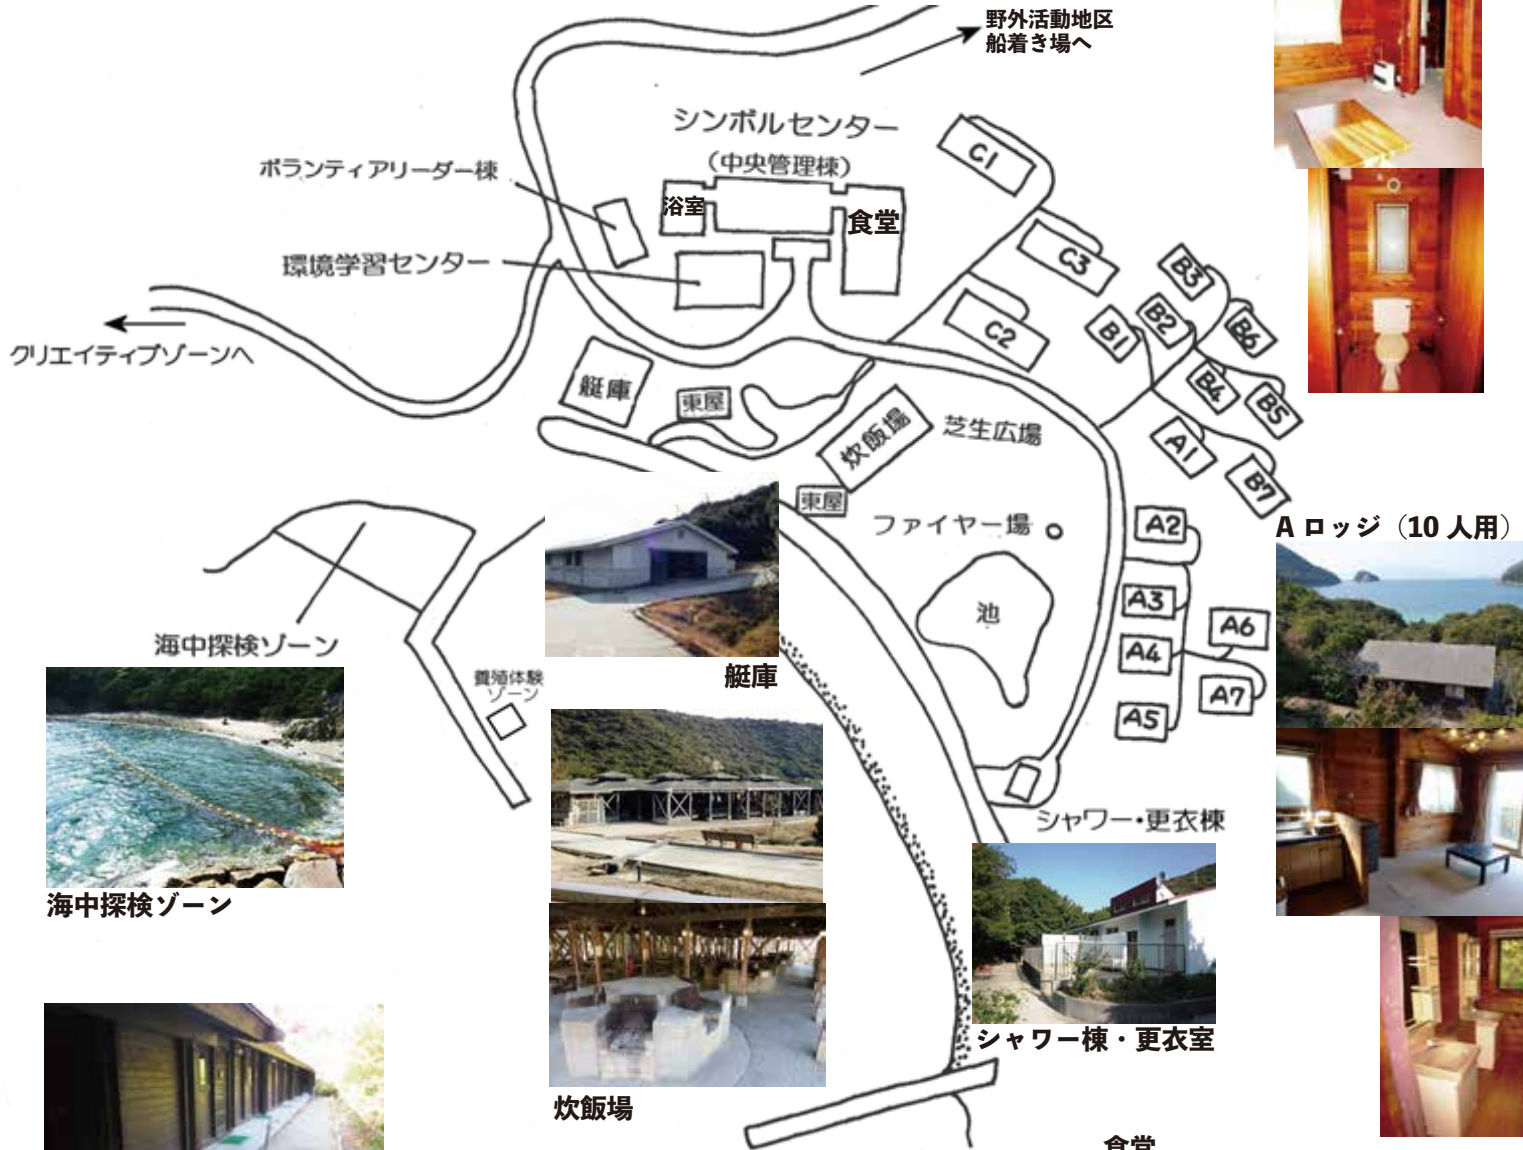 野外活動地区
船着き場へ
シンボルセンター
(中央管理棟)
ボランティアリーダー棟
浴室
食堂
環境学習センター
クリエイティブゾーンへ
C1
C3
C2
B3
B2
B1
B6
B4
B5
A1
B7
艇庫
東屋
炊飯場
芝生広場
東屋
ファイヤー場
池
A2
A3
A4
A5
A6
A7
A ロッジ（10 人用）
海中探検ゾーン
養殖体験
ゾーン
艇庫
シャワー・更衣棟
海中探検ゾーン
シャワー棟・更衣室
炊飯場
食堂